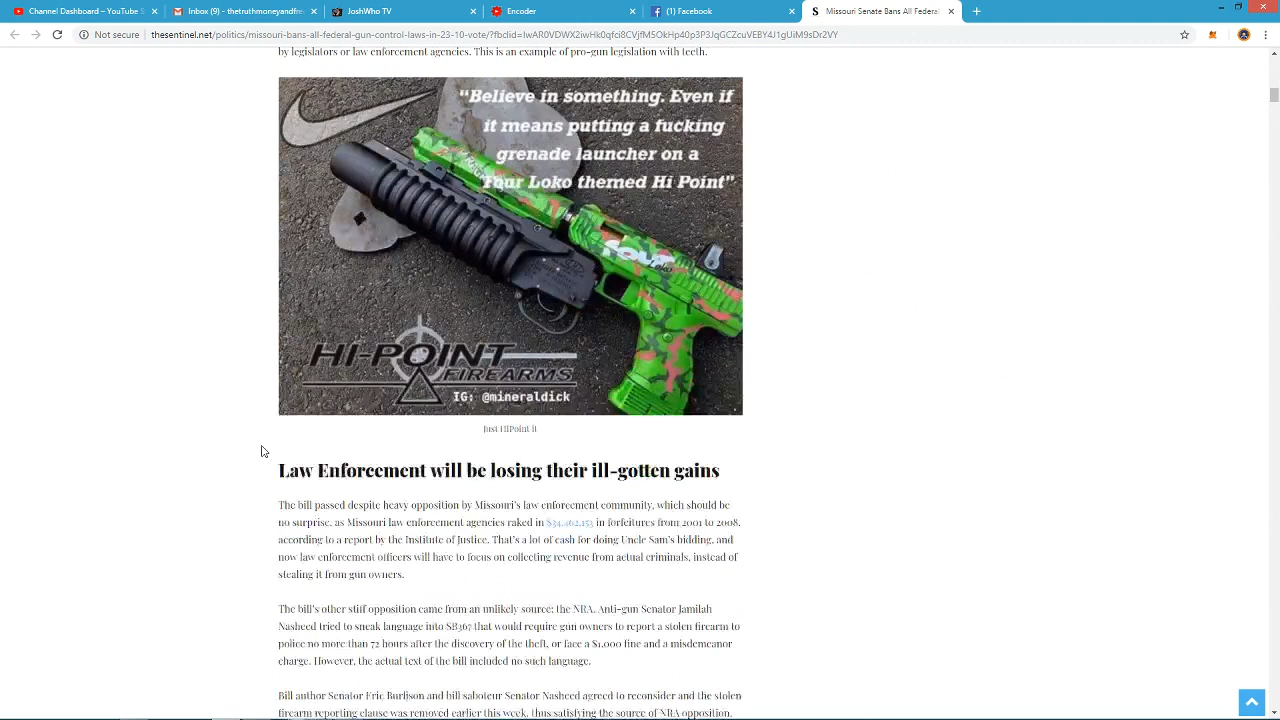 Channel Dashboard – YouTube S
Inbox (9) - thetruthmoneyandfree
JoshWho TV
Encoder
(1) Facebook
Missouri Senate Bans All Federal
Not secure
thesentinel.net/politics/missouri-bans-all-federal-gun-control-laws-in-23-10-vote/?fbclid=IwAR0VDWX2iwHk0qfci8CVjfM5OkHp40p3P3JqGCZcuVEBY4J1gUiM9sDr2VY
by legislators or law enforcement agencies. This is an example of pro-gun legislation with teeth.
“Believe in something. Even if
it means putting a fucking
grenade launcher on a
Four Loko themed Hi Point”
HI-POINT
FIREARMS
IG: @mineraldick
Just HiPoint it
Law Enforcement will be losing their ill-gotten gains
The bill passed despite heavy opposition by Missouri’s law enforcement community, which should be
no surprise, as Missouri law enforcement agencies raked in $34,462,153 in forfeitures from 2001 to 2008,
according to a report by the Institute of Justice. That’s a lot of cash for doing Uncle Sam’s bidding, and
now law enforcement officers will have to focus on collecting revenue from actual criminals, instead of
stealing it from gun owners.
The bill’s other stiff opposition came from an unlikely source: the NRA. Anti-gun Senator Jamilah
Nasheed tried to sneak language into SB367 that would require gun owners to report a stolen firearm to
police no more than 72 hours after the discovery of the theft, or face a $1,000 fine and a misdemeanor
charge. However, the actual text of the bill included no such language.
Bill author Senator Eric Burlison and bill saboteur Senator Nasheed agreed to reconsider and the stolen
firearm reporting clause was removed earlier this week, thus satisfying the source of NRA opposition.